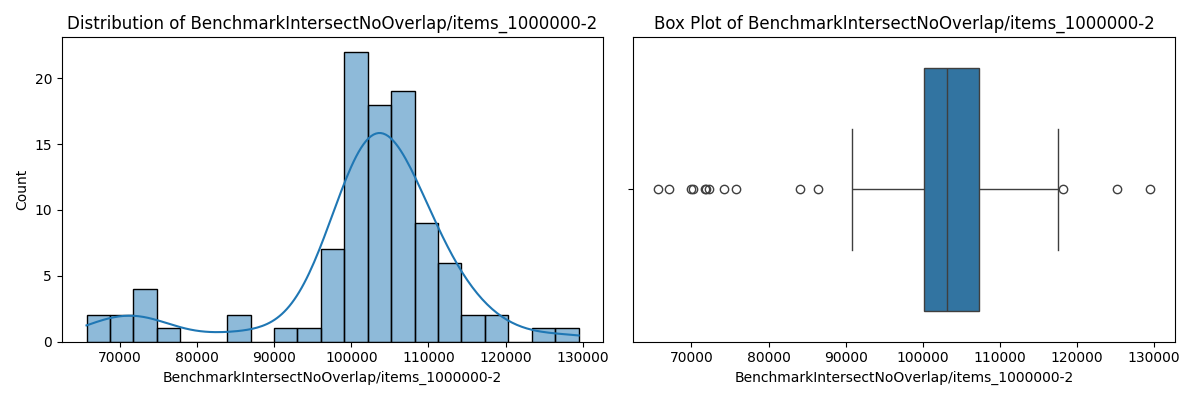 Distribution of BenchmarkIntersectNoOverlap/items_1000000-2
Count
20
15
10
5
0
70000 80000 90000 100000 110000 120000 130000
BenchmarkIntersectNoOverlap/items_1000000-2
Box Plot of BenchmarkIntersectNoOverlap/items_1000000-2
70000 80000 90000 100000 110000 120000 130000
BenchmarkIntersectNoOverlap/items_1000000-2